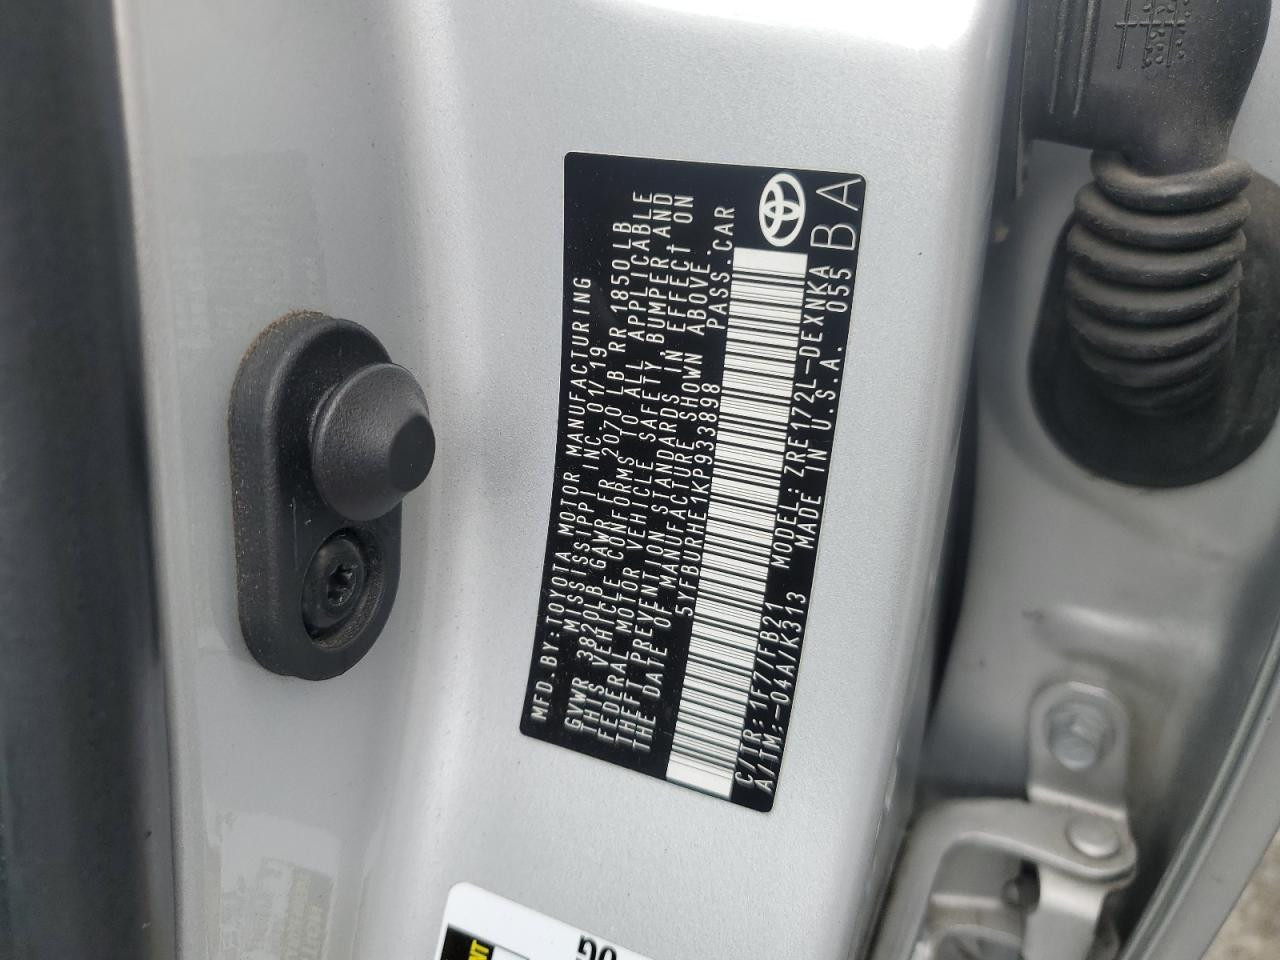 MFD.BY:TOYOTA MOTOR MANUFACTURING
MISSISSIPPI INC. 01/19
GVWR 3820LB GAWR FR 2070 LB RR 1850LB
THIS VEHICLE CONFORMS TO ALL APPLICABLE
FEDERAL MOTOR VEHICLE SAFETY,BUMPER,AND
THEFT PREVENTION STANDARDS IN EFFECT ON
THE DATE OF MANUFACTURE SHOWN ABOVE.
5YFBURHE1KP933898 PASS.CAR
C/TR:1F7/FB21 MODEL:ZRE172L-DEXNKA
A/TM:-04A/K313 MADE IN U.S.A. 055 BA